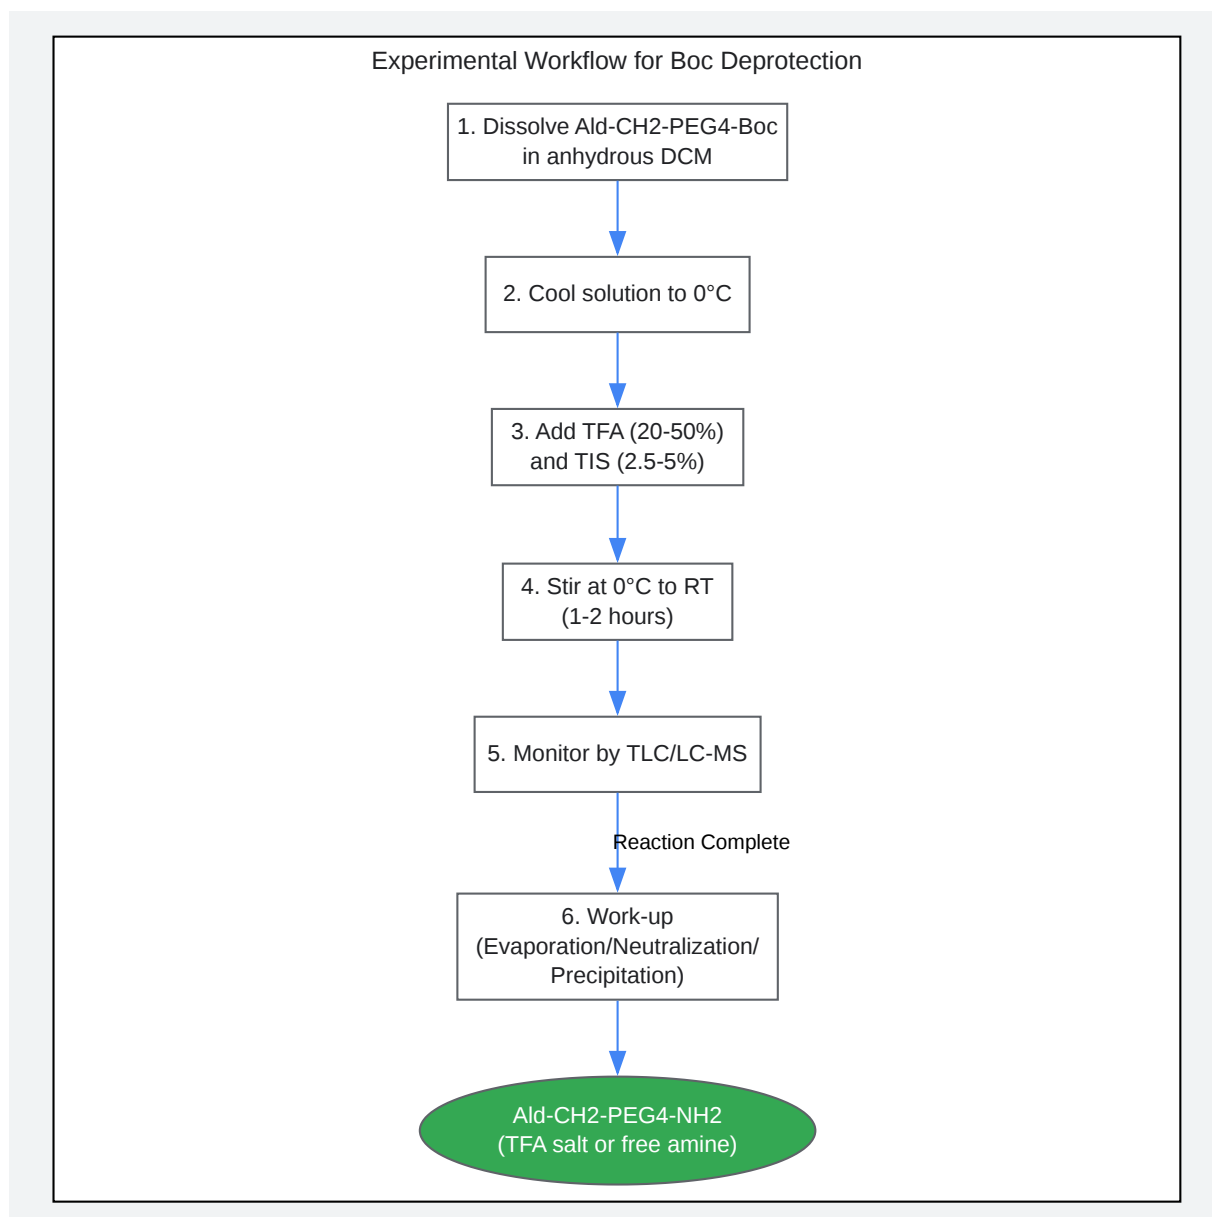 Experimental Workflow for Boc Deprotection
1. Dissolve Ald-CH2-PEG4-Boc
in anhydrous DCM
2. Cool solution to 0°C
3. Add TFA (20-50%)
and TIS (2.5-5%)
4. Stir at 0°C to RT
(1-2 hours)
5. Monitor by TLC/LC-MS
Reaction Complete
6. Work-up
(Evaporation/Neutralization/
Precipitation)
Ald-CH2-PEG4-NH2
(TFA salt or free amine)